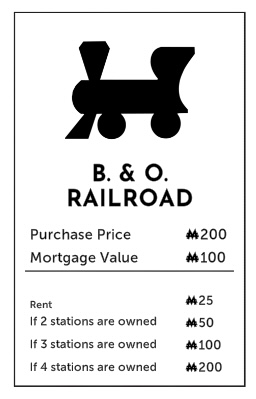 B. & O.
RAILROAD
Purchase Price ₩200
Mortgage Value ₩100
Rent ₩25
If 2 stations are owned ₩50
If 3 stations are owned ₩100
If 4 stations are owned ₩200